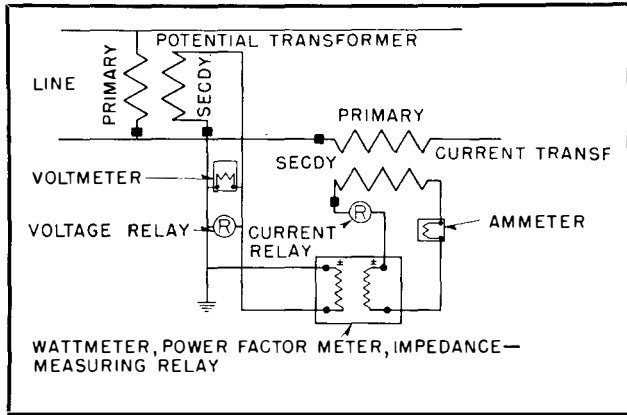 POTENTIAL TRANSFORMER
LINE
PRIMARY
SECDY.
PRIMARY
SECDY
CURRENT TRANSF
VOLTMETER
VOLTAGE RELAY
R
R
CURRENT
RELAY
AMMETER
±
±
WATTMETER, POWER FACTOR METER, IMPEDANCE—
MEASURING RELAY